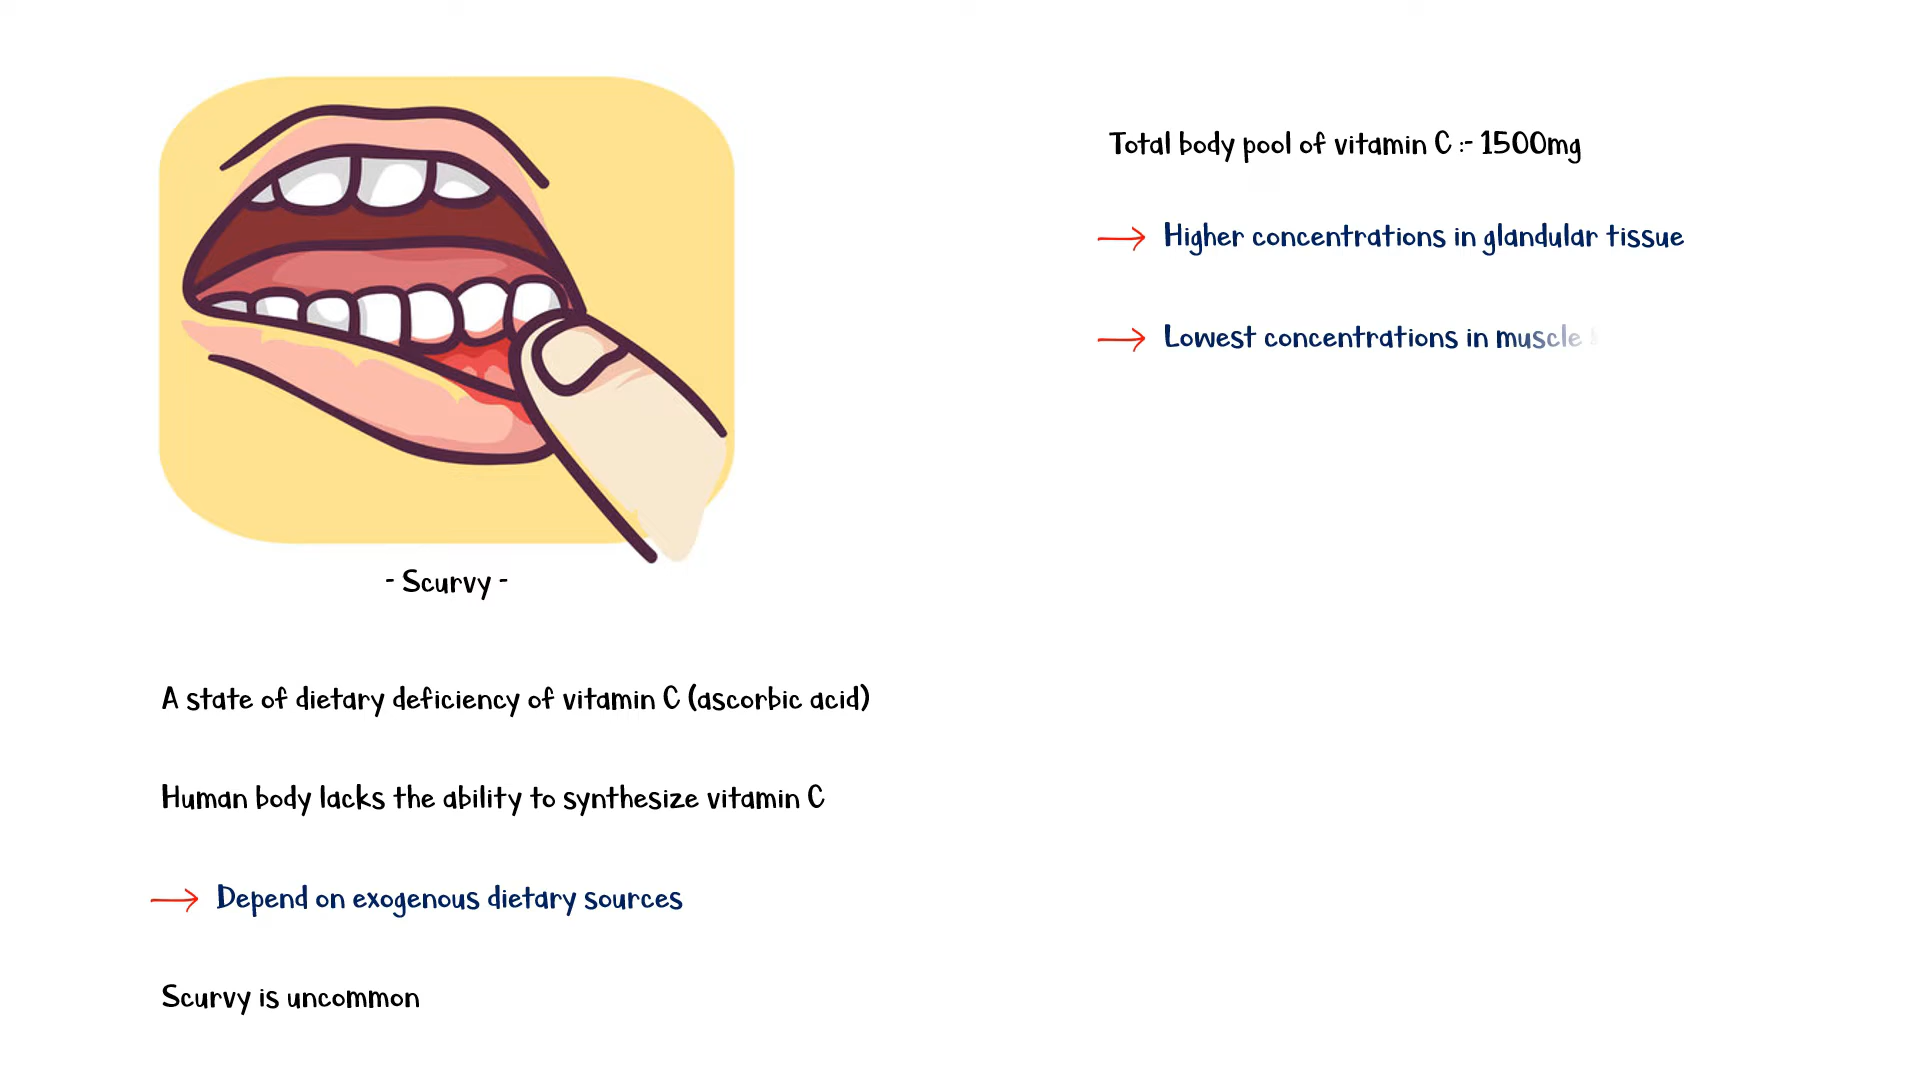 - Scurvy -
A state of dietary deficiency of vitamin C (ascorbic acid)
Human body lacks the ability to synthesize vitamin C
Depend on exogenous dietary sources
Scurvy is uncommon
Total body pool of vitamin C :- 1500mg
Higher concentrations in glandular tissue
Lowest concentrations in muscle